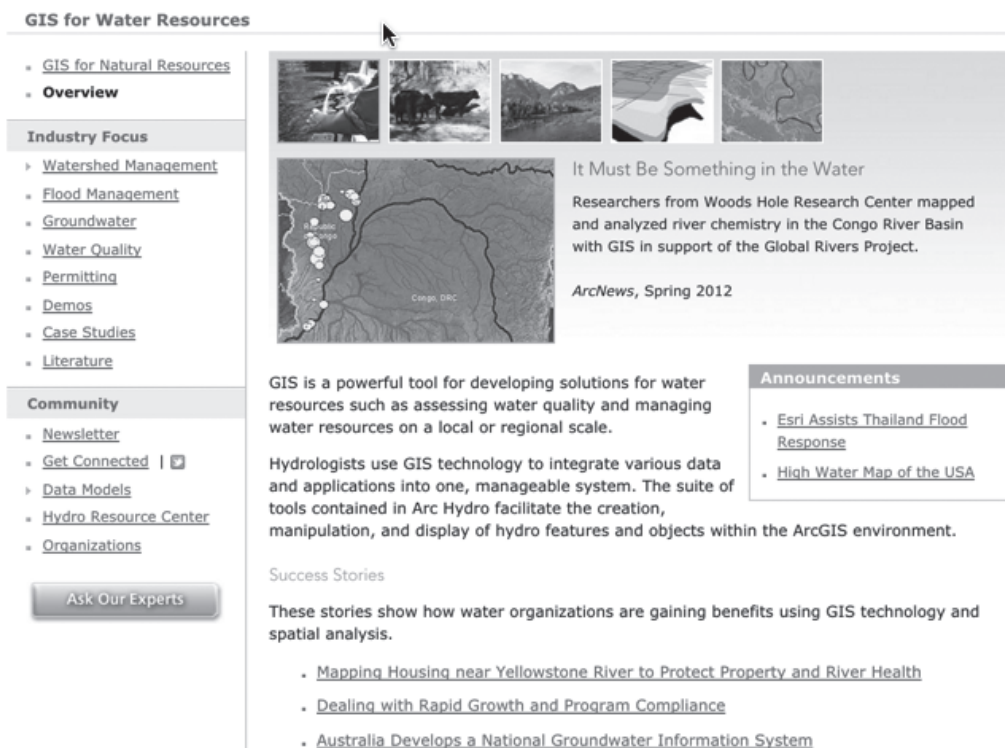 GIS for Water Resources
GIS for Natural Resources
Overview
Industry Focus
Watershed Management
Flood Management
Groundwater
Water Quality
Permitting
Demos
Case Studies
Literature
Community
Newsletter
Get Connected |
Data Models
Hydro Resource Center
Organizations
Ask Our Experts
Republic
Congo
Congo, DRC
It Must Be Something in the Water
Researchers from Woods Hole Research Center mapped
and analyzed river chemistry in the Congo River Basin
with GIS in support of the Global Rivers Project.
ArcNews, Spring 2012
GIS is a powerful tool for developing solutions for water
resources such as assessing water quality and managing
water resources on a local or regional scale.
Hydrologists use GIS technology to integrate various data
and applications into one, manageable system. The suite of
tools contained in Arc Hydro facilitate the creation,
manipulation, and display of hydro features and objects within the ArcGIS environment.
Announcements
Esri Assists Thailand Flood
Response
High Water Map of the USA
Success Stories
These stories show how water organizations are gaining benefits using GIS technology and
spatial analysis.
Mapping Housing near Yellowstone River to Protect Property and River Health
Dealing with Rapid Growth and Program Compliance
Australia Develops a National Groundwater Information System